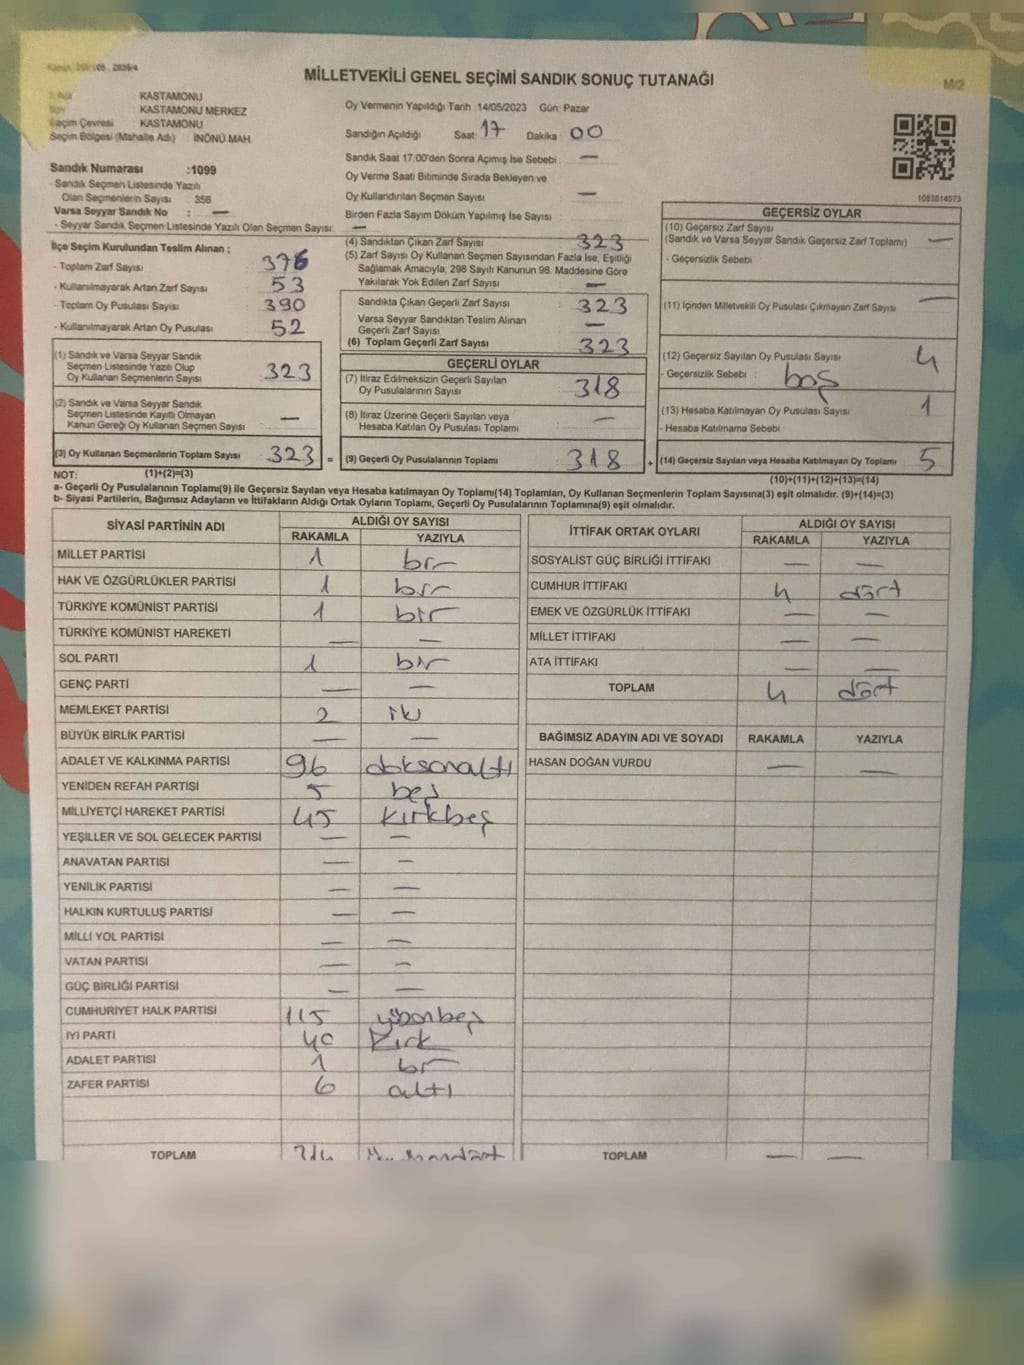 MİLLETVEKİLİ GENEL SEÇİMİ SANDIK SONUÇ TUTANAĞI
M/2
KASTAMONU
KASTAMONU MERKEZ
Seçim Çevresi : KASTAMONU
Seçim Bölgesi (Mahalle Adı) : İNÖNÜ MAH.
Oy Vermenin Yapıldığı Tarih :14/05/2023 Gün: Pazar
Sandığın Açıldığı Saat: 17 Dakika 00
Sandık Saat 17:00'den Sonra Açımış İse Sebebi : —
Oy Verme Saati Bitiminde Sırada Bekleyen ve
Oy Kullandırılan Seçmen Sayısı : —
Birden Fazla Sayım Döküm Yapılmış İse Sayısı : —
Sandık Numarası :1099
- Sandık Seçmen Listesinde Yazılı
Olan Seçmenlerin Sayısı : 358
Varsa Seyyar Sandık No : —
- Seyyar Sandık Seçmen Listesinde Yazılı Olan Seçmen Sayısı:
İlçe Seçim Kurulundan Teslim Alınan ;
- Toplam Zarf Sayısı : 376
- Kullanılmayarak Artan Zarf Sayısı : 53
- Toplam Oy Pusulası Sayısı : 390
- Kullanılmayarak Artan Oy Pusulası : 52
(1) Sandık ve Varsa Seyyar Sandık
Seçmen Listesinde Yazılı Olup
Oy Kullanan Seçmenlerin Sayısı : 323
(2) Sandık ve Varsa Seyyar Sandık
Seçmen Listesinde Kayıtlı Olmayan
Kanun Gereği Oy Kullanan Seçmen Sayısı : —
(3) Oy Kullanan Seçmenlerin Toplam Sayısı : 323 =
(4) Sandıktan Çıkan Zarf Sayısı : 323
(5) Zarf Sayısı Oy Kullanan Seçmen Sayısından Fazla İse, Eşitliği
Sağlamak Amacıyla, 298 Sayılı Kanunun 98. Maddesine Göre
Yakılarak Yok Edilen Zarf Sayısı : —
Sandıkta Çıkan Geçerli Zarf Sayısı : 323
Varsa Seyyar Sandıktan Teslim Alınan
Geçerli Zarf Sayısı : —
(6) Toplam Geçerli Zarf Sayısı : 323
GEÇERLİ OYLAR
(7) İtiraz Edilmeksizin Geçerli Sayılan
Oy Pusulalarının Sayısı : 318
(8) İtiraz Üzerine Geçerli Sayılan veya
Hesaba Katılan Oy Pusulası Toplamı : —
(9) Geçerli Oy Pusulalarının Toplamı : 318 +
1083814073
GEÇERSİZ OYLAR
(10) Geçersiz Zarf Sayısı
(Sandık ve Varsa Seyyar Sandık Geçersiz Zarf Toplamı) : —
- Geçersizlik Sebebi :
(11) İçinden Milletvekili Oy Pusulası Çıkmayan Zarf Sayısı : —
(12) Geçersiz Sayılan Oy Pusulası Sayısı : 4
- Geçersizlik Sebebi : boş
(13) Hesaba Katılmayan Oy Pusulası Sayısı : 1
- Hesaba Katılmama Sebebi :
(14) Geçersiz Sayılan veya Hesaba Katılmayan Oy Toplamı : 5
NOT: (1)+(2)=(3)
(10)+(11)+(12)+(13)=(14)
a- Geçerli Oy Pusulalarının Toplamı(9) ile Geçersiz Sayılan veya Hesaba katılmayan Oy Toplamı(14) Toplamları, Oy Kullanan Seçmenlerin Toplam Sayısına(3) eşit olmalıdır. (9)+(14)=(3)
b- Siyasi Partilerin, Bağımsız Adayların ve İttifakların Aldığı Ortak Oyların Toplamı, Geçerli Oy Pusulalarının Toplamına(9) eşit olmalıdır.
SİYASİ PARTİNİN ADI ALDIĞI OY SAYISI
RAKAMLA YAZIYLA
MİLLET PARTİSİ 1 bir
HAK VE ÖZGÜRLÜKLER PARTİSİ 1 bir
TÜRKİYE KOMÜNİST PARTİSİ 1 bir
TÜRKİYE KOMÜNİST HAREKETİ — —
SOL PARTİ 1 bir
GENÇ PARTİ — —
MEMLEKET PARTİSİ 2 iki
BÜYÜK BİRLİK PARTİSİ — —
ADALET VE KALKINMA PARTİSİ 96 doksanaltı
YENİDEN REFAH PARTİSİ 5 beş
MİLLİYETÇİ HAREKET PARTİSİ 45 kırkbeş
YEŞİLLER VE SOL GELECEK PARTİSİ — —
ANAVATAN PARTİSİ — —
YENİLİK PARTİSİ — —
HALKIN KURTULUŞ PARTİSİ — —
MİLLİ YOL PARTİSİ — —
VATAN PARTİSİ — —
GÜÇ BİRLİĞİ PARTİSİ — —
CUMHURİYET HALK PARTİSİ 115 yüzonbeş
İYİ PARTİ 40 Kırk
ADALET PARTİSİ 1 bir
ZAFER PARTİSİ 6 altı
TOPLAM
İTTİFAK ORTAK OYLARI ALDIĞI OY SAYISI
RAKAMLA YAZIYLA
SOSYALİST GÜÇ BİRLİĞİ İTTİFAKI — —
CUMHUR İTTİFAKI 4 dört
EMEK VE ÖZGÜRLÜK İTTİFAKI — —
MİLLET İTTİFAKI — —
ATA İTTİFAKI — —
TOPLAM 4 dört
BAĞIMSIZ ADAYIN ADI VE SOYADI RAKAMLA YAZIYLA
HASAN DOĞAN VURDU — —
TOPLAM — —